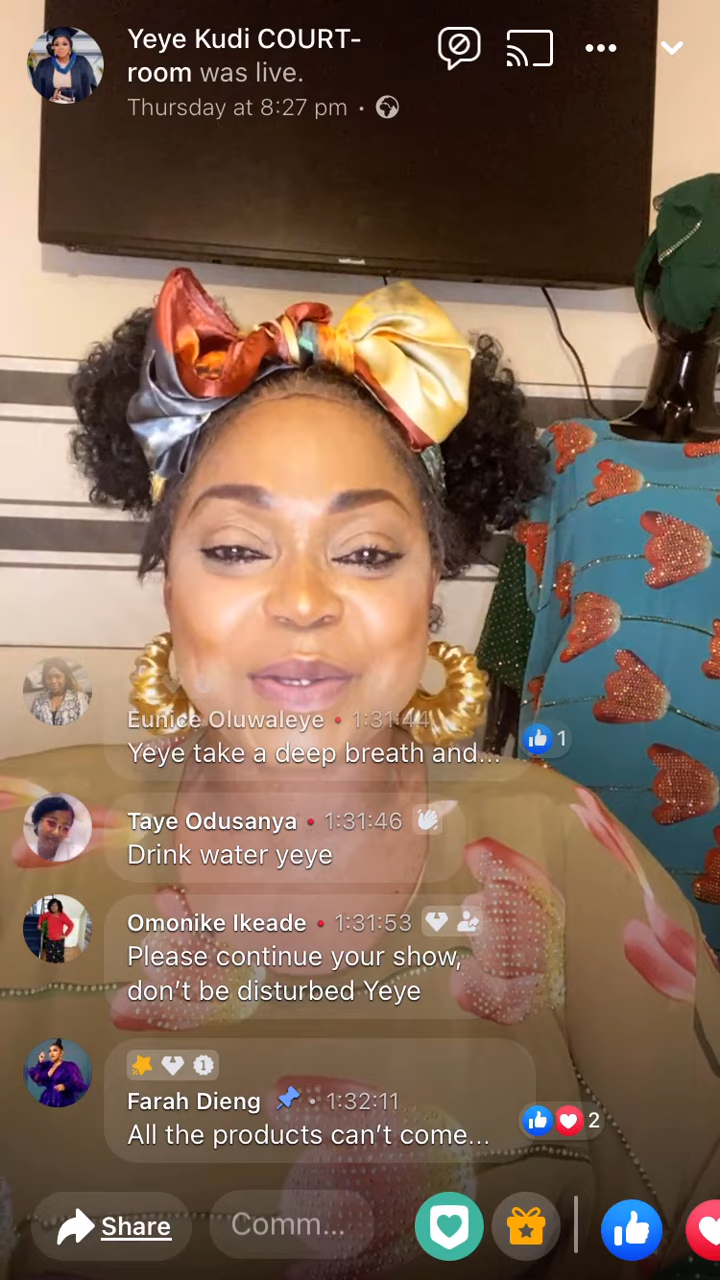 Yeye Kudi COURT-
room was live.
Thursday at 8:27 pm ·
Eunice Oluwaleye • 1:31:44
Yeye take a deep breath and...
1
Taye Odusanya • 1:31:46
Drink water yeye
Omonike Ikeade • 1:31:53
Please continue your show,
don't be disturbed Yeye
1
Farah Dieng • 1:32:11
All the products can't come...
2
Share
Comm...